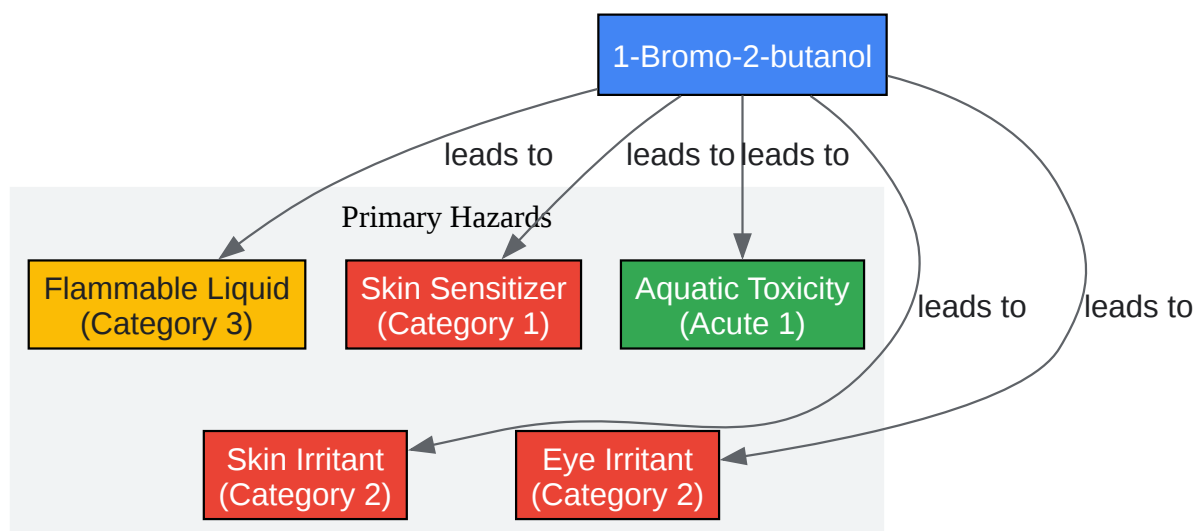 1-Bromo-2-butanol
leads to
leads to
leads to
Primary Hazards
Flammable Liquid
(Category 3)
Skin Sensitizer
(Category 1)
Aquatic Toxicity
(Acute 1)
leads to
leads to
Skin Irritant
(Category 2)
Eye Irritant
(Category 2)